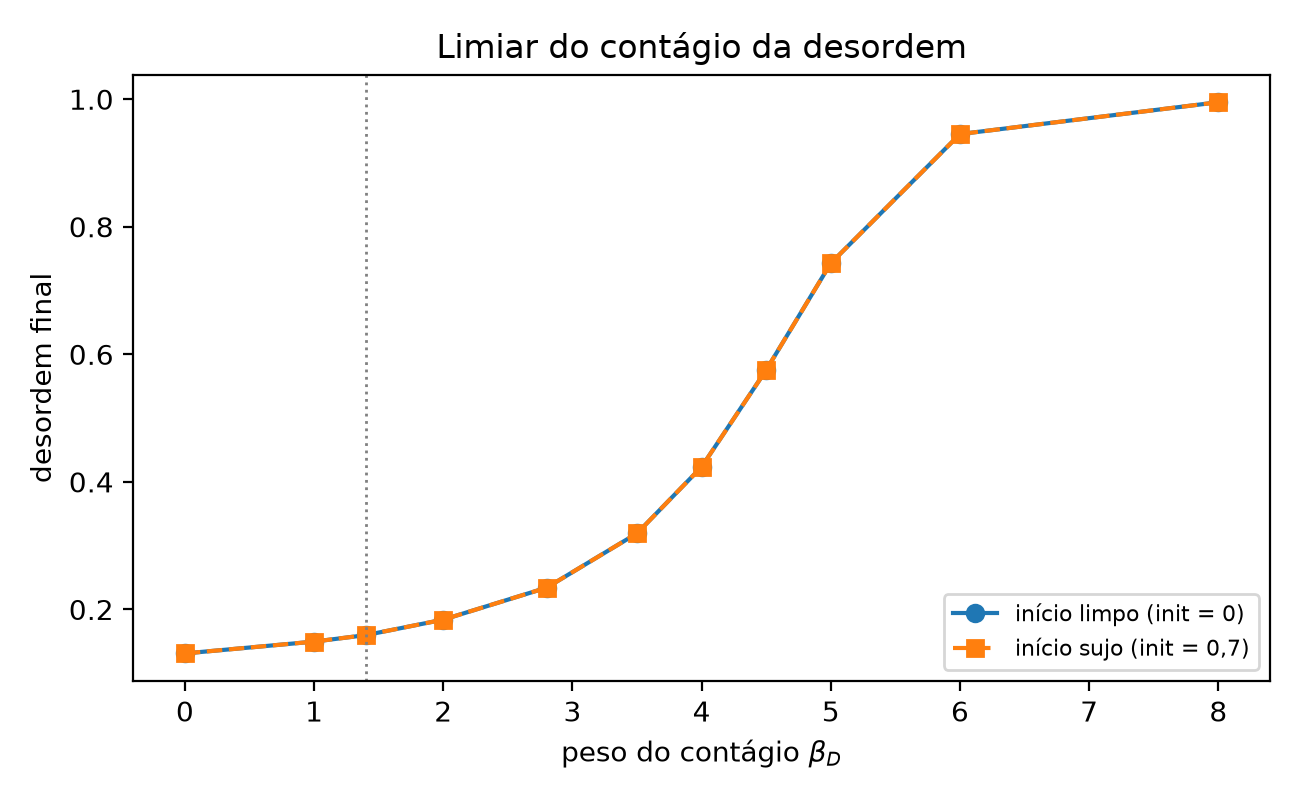 Limiar do contágio da desordem
desordem final
1.0
0.8
0.6
0.4
0.2
início limpo (init = 0)
início sujo (init = 0,7)
0 1 2 3 4 5 6 7 8
peso do contágio β_D